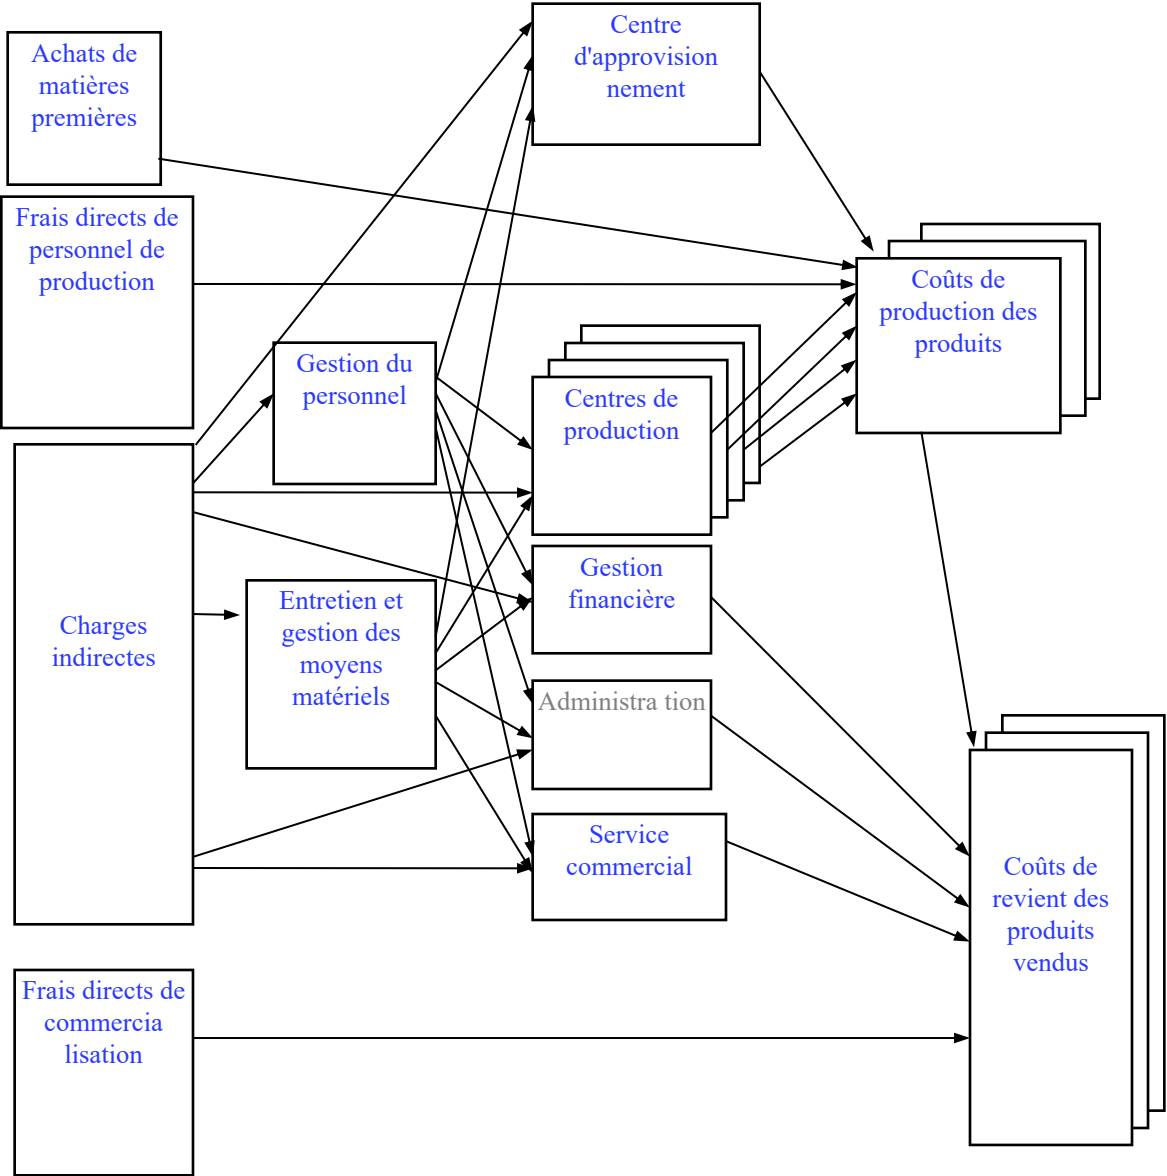 Achats de
matières
premières
Frais directs de
personnel de
production
Charges
indirectes
Frais directs de
commercia
lisation
Gestion du
personnel
Entretien et
gestion des
moyens
matériels
Centre
d'approvision
nement
Centres de
production
Gestion
financière
Administra tion
Service
commercial
Coûts de
production des
produits
Coûts de
revient des
produits
vendus